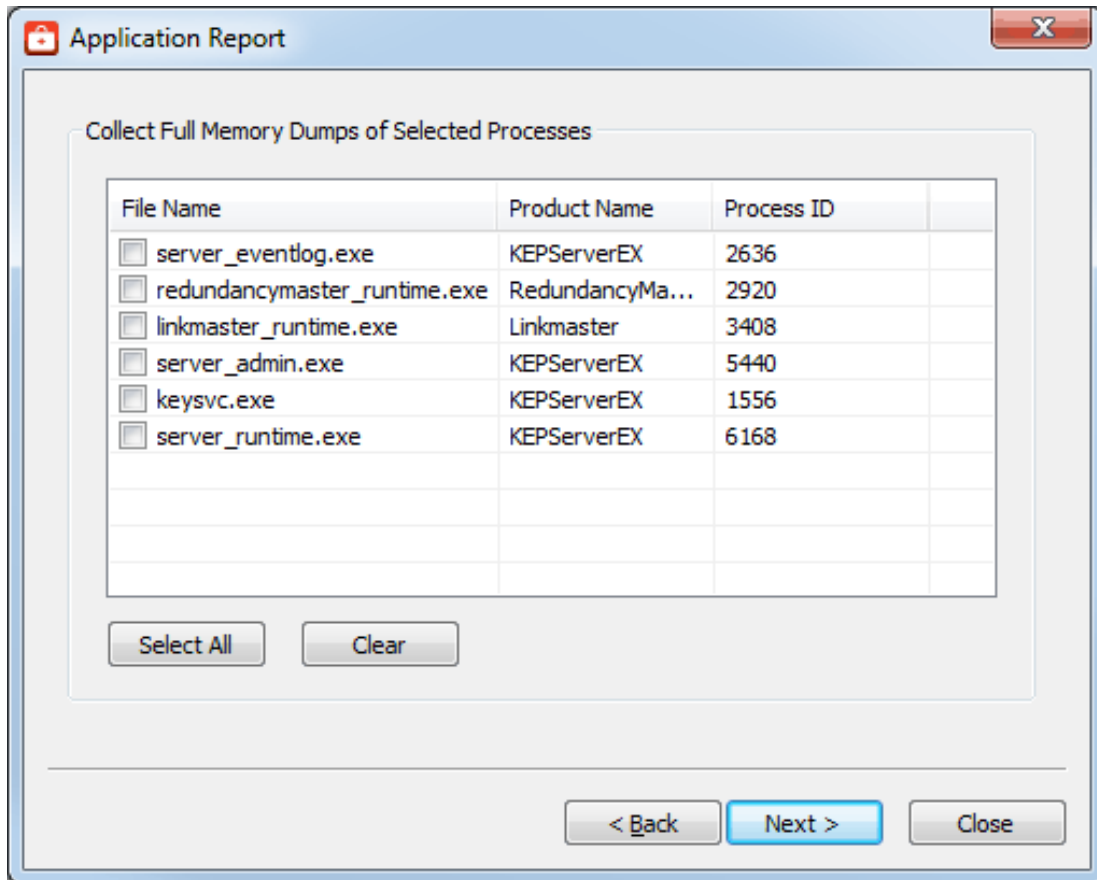 Application Report
Collect Full Memory Dumps of Selected Processes
File Name Product Name Process ID
server_eventlog.exe KEPServerEX 2636
redundancymaster_runtime.exe RedundancyMa... 2920
linkmaster_runtime.exe Linkmaster 3408
server_admin.exe KEPServerEX 5440
keysvc.exe KEPServerEX 1556
server_runtime.exe KEPServerEX 6168
Select All Clear
< Back Next > Close